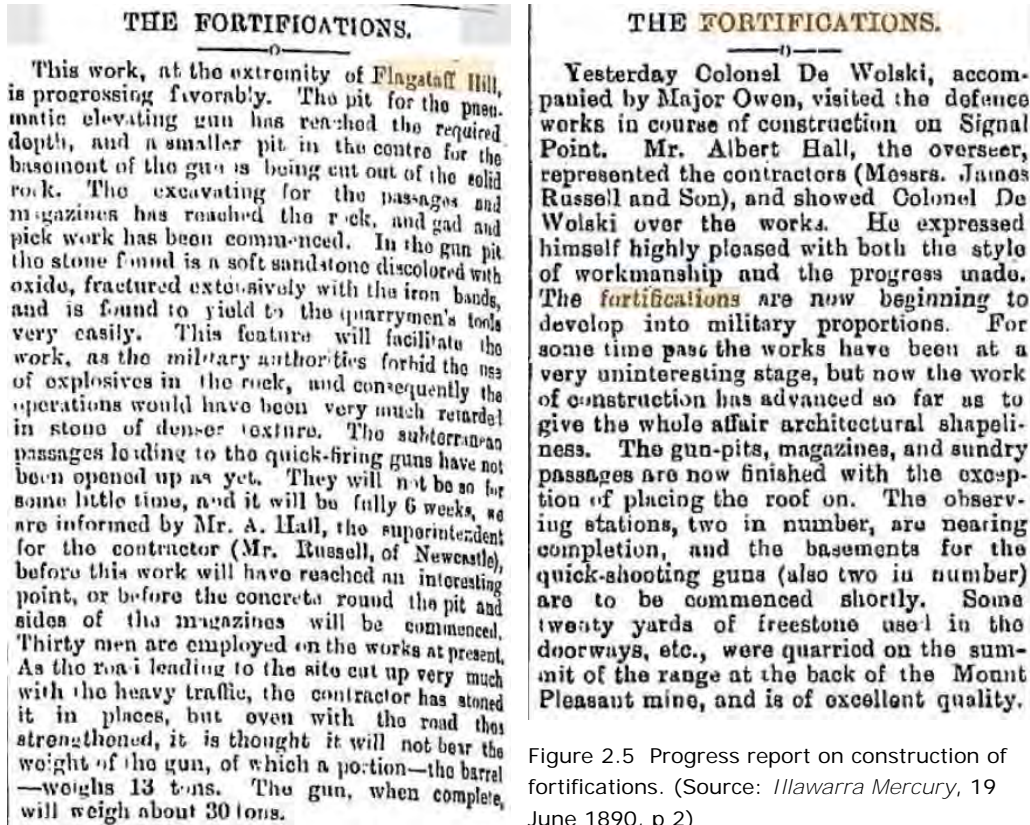 THE FORTIFICATIONS.
This work, at the extremity of Flagstaff Hill,
is progressing favorably. The pit for the pneu-
matic elevating gun has reached the required
depth, and a smaller pit in the centre for the
basement of the gun is being cut out of the solid
rock. The excavating for the passages and
magazines has reached the rock, and gad and
pick work has been commenced. In the gun pit
the stone found is a soft sandstone discolored with
oxide, fractured extensively with the iron bands,
and is found to yield to the quarrymen's tools
very easily. This feature will facilitate the
work, as the military authorities forbid the use
of explosives in the rock, and consequently the
operations would have been very much retarded
in stone of denser texture. The subterranean
passages leading to the quick-firing guns have not
been opened up as yet. They will not be so for
some little time, and it will be fully 6 weeks, we
are informed by Mr. A. Hall, the superintendent
for the contractor (Mr. Russell, of Newcastle),
before this work will have reached an interesting
point, or before the concrete round the pit and
sides of the magazines will be commenced.
Thirty men are employed on the works at present.
As the road leading to the site cut up very much
with the heavy traffic, the contractor has stoned
it in places, but even with the road thus
strengthened, it is thought it will not bear the
weight of the gun, of which a portion—the barrel
—weighs 13 tons. The gun, when complete,
will weigh about 30 tons.
THE FORTIFICATIONS.
Yesterday Colonel De Wolski, accom-
panied by Major Owen, visited the defence
works in course of construction on Signal
Point. Mr. Albert Hall, the overseer,
represented the contractors (Messrs. James
Russell and Son), and showed Colonel De
Wolski over the works. He expressed
himself highly pleased with both the style
of workmanship and the progress made.
The fortifications are now beginning to
develop into military proportions. For
some time past the works have been at a
very uninteresting stage, but now the work
of construction has advanced so far as to
give the whole affair architectural shapeli-
ness. The gun-pits, magazines, and sundry
passages are now finished with the excep-
tion of placing the roof on. The observ-
ing stations, two in number, are nearing
completion, and the basements for the
quick-shooting guns (also two in number)
are to be commenced shortly. Some
twenty yards of freestone used in the
doorways, etc., were quarried on the sum-
mit of the range at the back of the Mount
Pleasant mine, and is of excellent quality.
Figure 2.5 Progress report on construction of
fortifications. (Source: Illawarra Mercury, 19
June 1890, p 2)